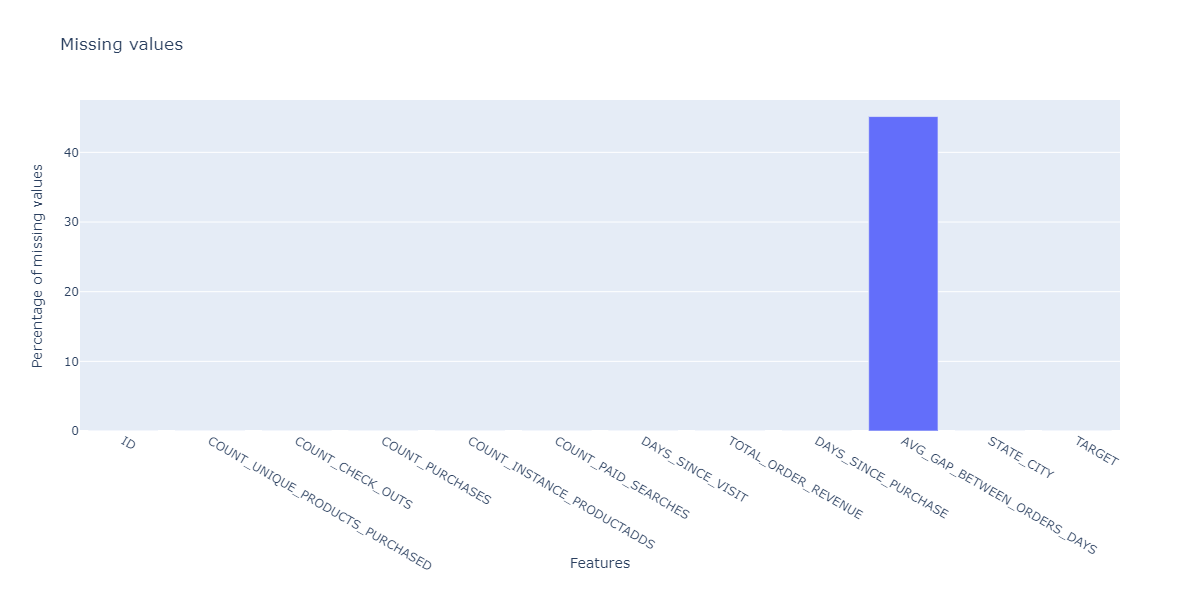 Missing values
Percentage of missing values
40
30
20
10
0
ID
COUNT_UNIQUE_PRODUCTS_PURCHASED
COUNT_CHECK_OUTS
COUNT_PURCHASES
COUNT_INSTANCE_PRODUCTADDS
COUNT_PAID_SEARCHES
DAYS_SINCE_VISIT
TOTAL_ORDER_REVENUE
DAYS_SINCE_PURCHASE
AVG_GAP_BETWEEN_ORDERS_DAYS
STATE_CITY
TARGET
Features